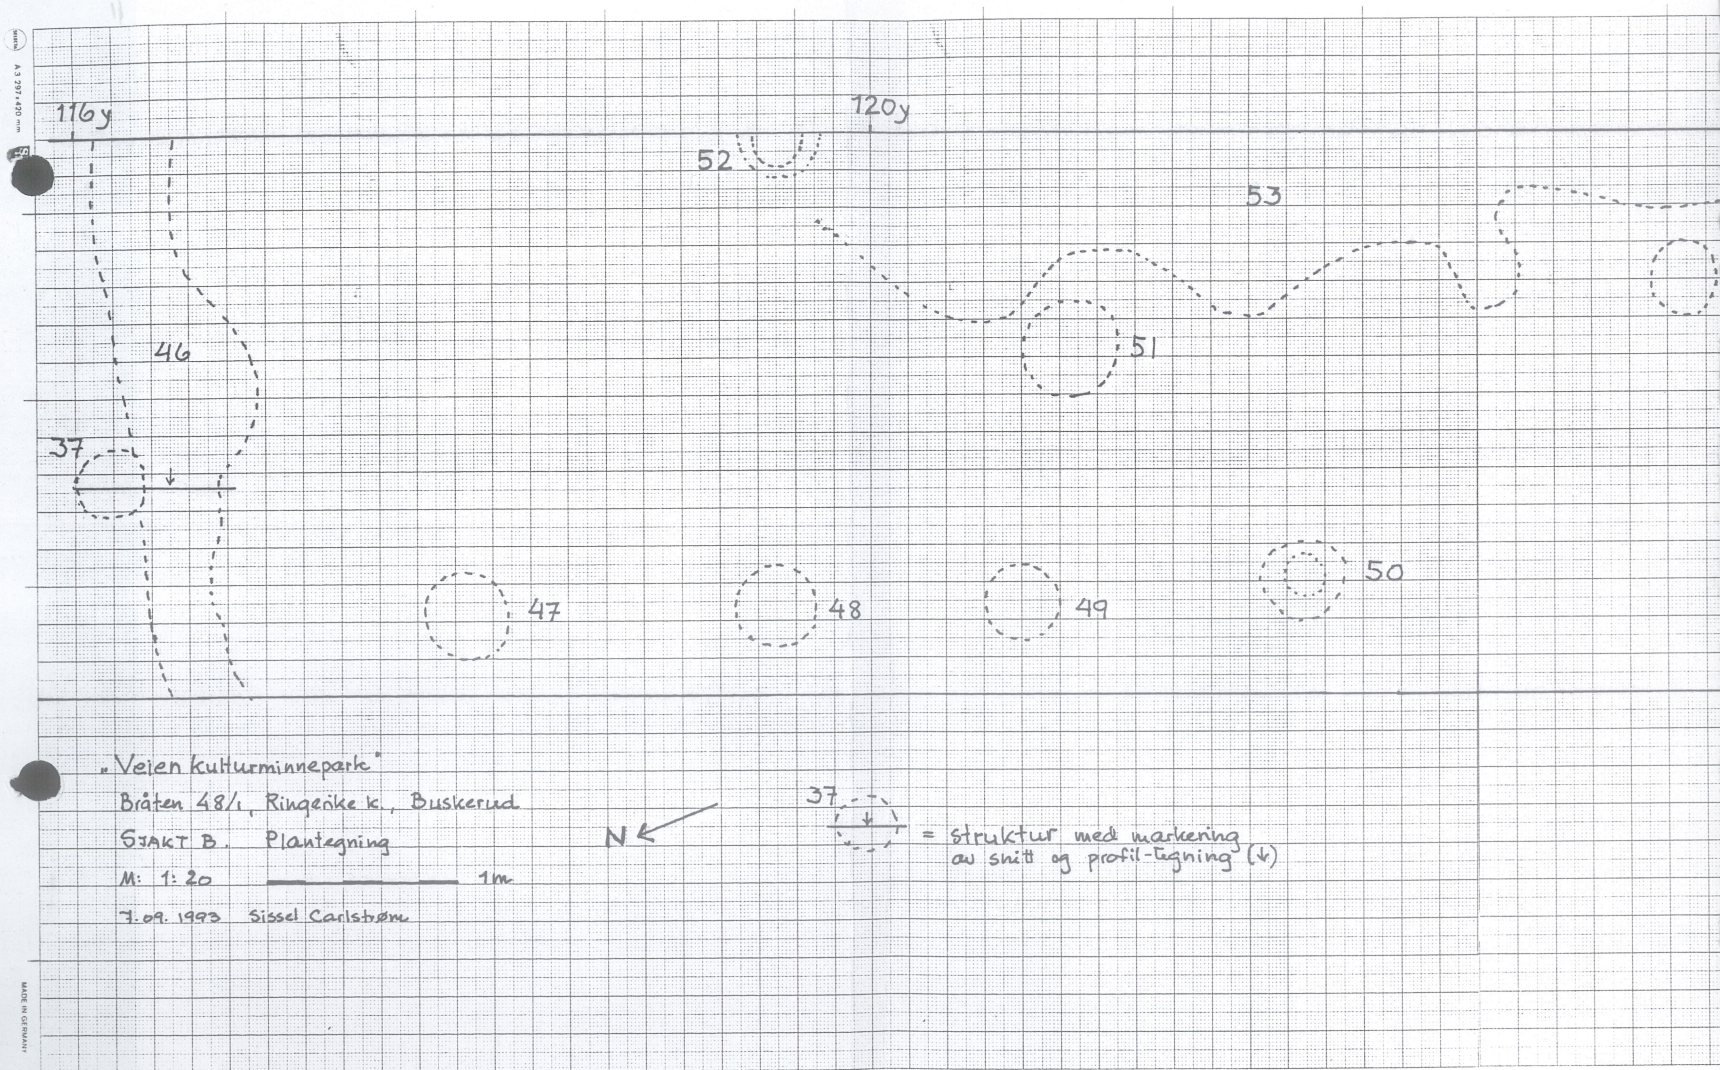 A3 297×420 mm
116y
120y
52
53
46
51
37
50
47
48
49
„Veien kulturminnepark"
Bråten 48/1, Ringerike k., Buskerud
SJAKT B. Plantegning
M: 1:20 1m
7.09.1993 Sissel Carlstrøm
N
37
= struktur med markering
av snitt og profil-tegning (↓)
MADE IN GERMANY